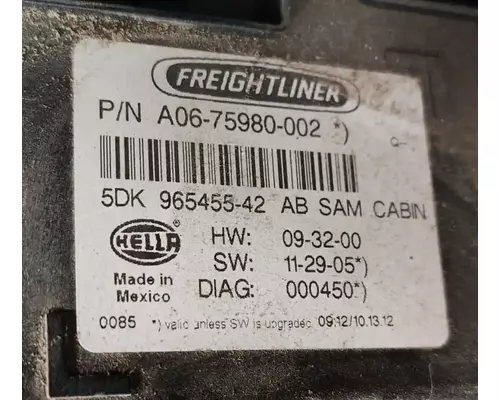 FREIGHTLINER
P/N A06-75980-002 *)
5DK 965455-42 AB SAM CABIN
HELLA HW: 09-32-00
SW: 11-29-05*)
Made in Mexico DIAG: 000450*)
0085 *) valid unless SW is upgraded 09:12/10.13.12